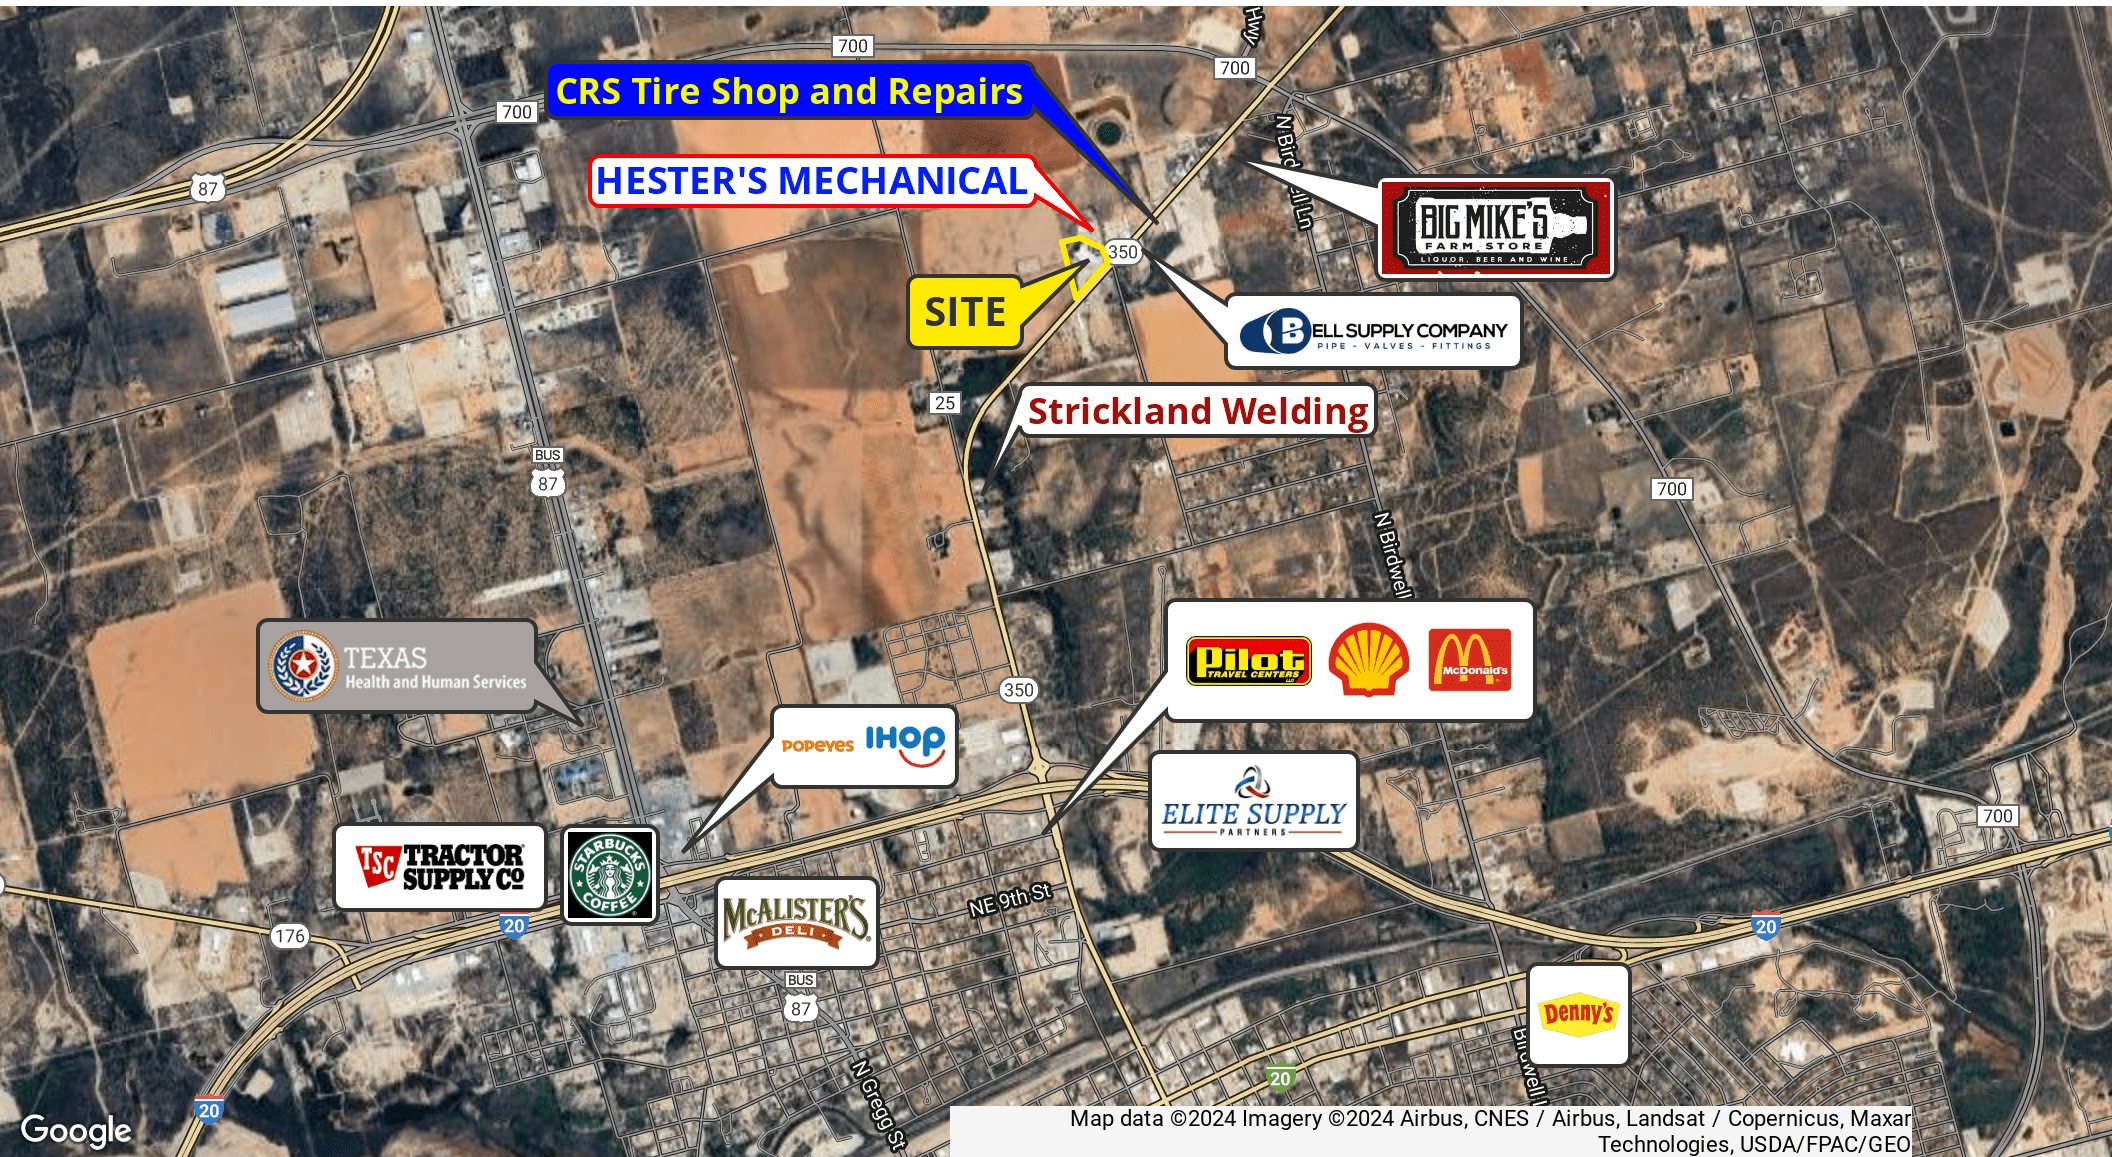 Hwy
700
700
CRS Tire Shop and Repairs
700
N Bird
ll Ln
HESTER'S MECHANICAL
87
BIG MIKE'S
FARM STORE
LIQUOR, BEER AND WINE
350
SITE
BELL SUPPLY COMPANY
PIPE - VALVES - FITTINGS
25
Strickland Welding
BUS
87
700
N Birdwell
TEXAS
Health and Human Services
Pilot
TRAVEL CENTERS
LLC
McDonald's
350
POPEYES
IHOP
ELITE SUPPLY
PARTNERS
700
TSC
TRACTOR
SUPPLY CO
STARBUCKS
COFFEE
McALISTER'S
DELI
NE 9th St
176
20
20
BUS
87
Denny's
Birdwell
20
20
N Gregg St
Google
Map data ©2024 Imagery ©2024 Airbus, CNES / Airbus, Landsat / Copernicus, Maxar
Technologies, USDA/FPAC/GEO